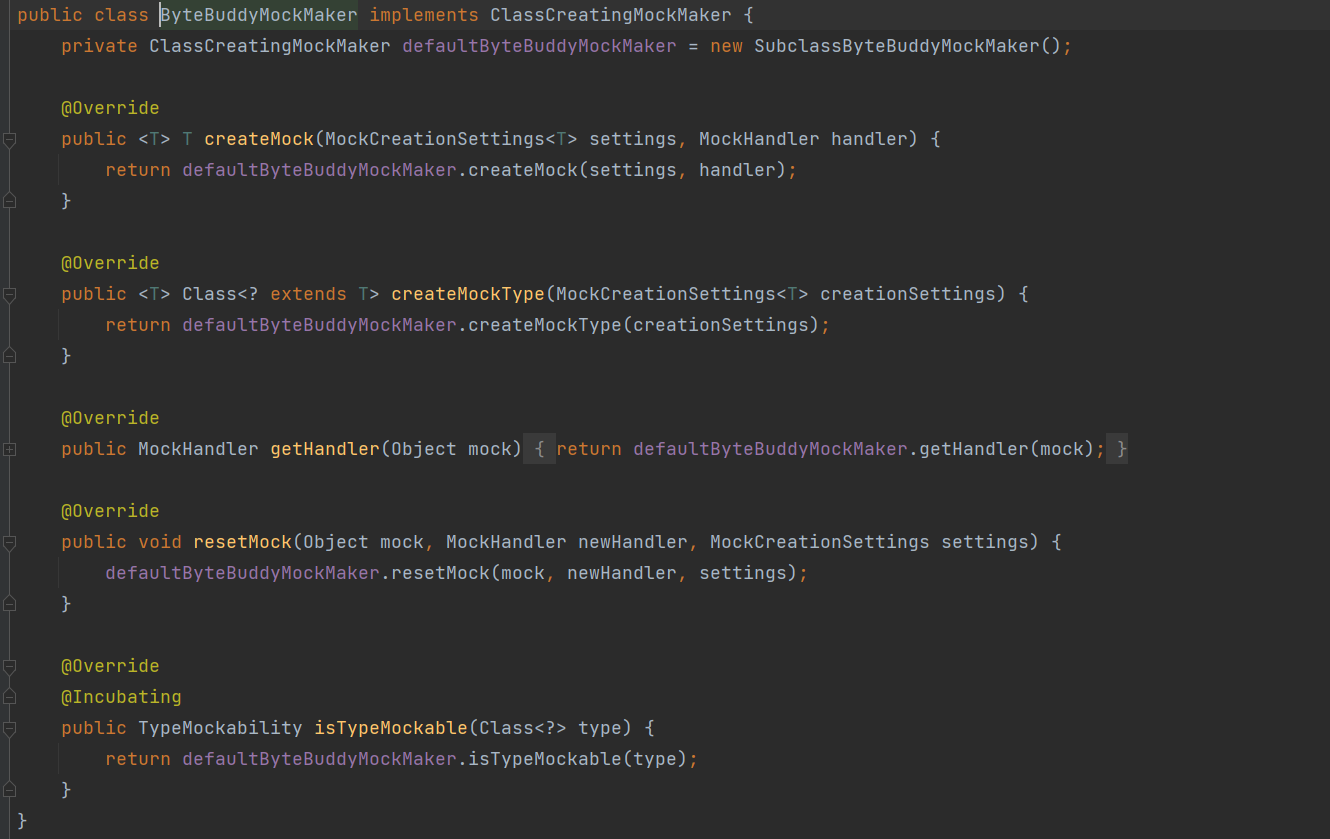 public class ByteBuddyMockMaker implements ClassCreatingMockMaker {
    private ClassCreatingMockMaker defaultByteBuddyMockMaker = new SubclassByteBuddyMockMaker();

    @Override
    public <T> T createMock(MockCreationSettings<T> settings, MockHandler handler) {
        return defaultByteBuddyMockMaker.createMock(settings, handler);
    }

    @Override
    public <T> Class<? extends T> createMockType(MockCreationSettings<T> creationSettings) {
        return defaultByteBuddyMockMaker.createMockType(creationSettings);
    }

    @Override
    public MockHandler getHandler(Object mock) { return defaultByteBuddyMockMaker.getHandler(mock); }

    @Override
    public void resetMock(Object mock, MockHandler newHandler, MockCreationSettings settings) {
        defaultByteBuddyMockMaker.resetMock(mock, newHandler, settings);
    }

    @Override
    @Incubating
    public TypeMockability isTypeMockable(Class<?> type) {
        return defaultByteBuddyMockMaker.isTypeMockable(type);
    }
}